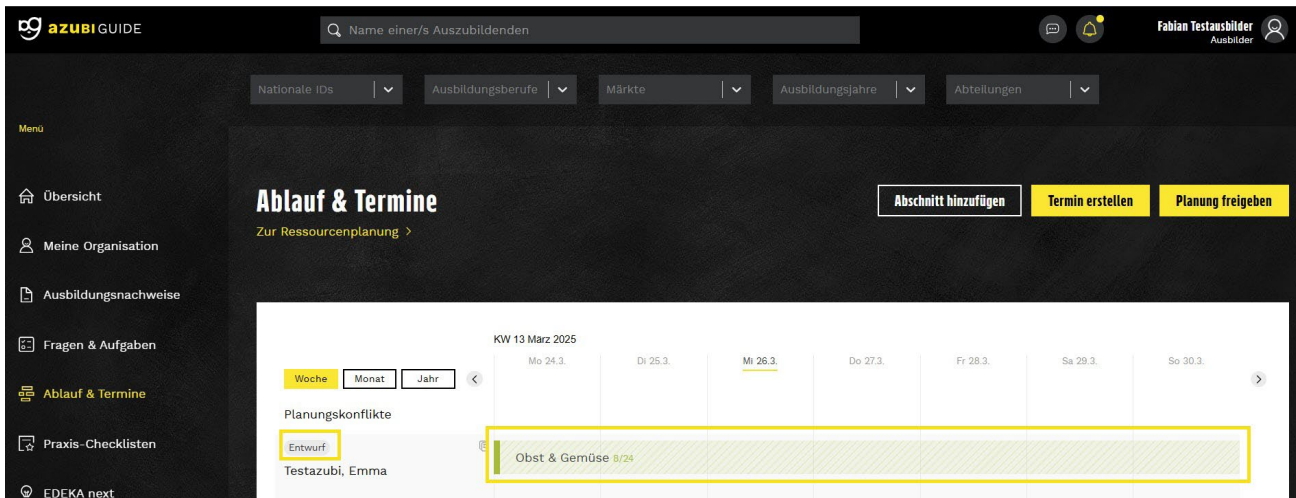 azubiGUIDE
Name einer/s Auszubildenden
Fabian Testausbilder
Ausbilder
Nationale IDs
Ausbildungsberufe
Märkte
Ausbildungsjahre
Abteilungen
Menü
Übersicht
Meine Organisation
Ausbildungsnachweise
Fragen & Aufgaben
Ablauf & Termine
Praxis-Checklisten
EDEKA next
Ablauf & Termine
Zur Ressourcenplanung >
Abschnitt hinzufügen
Termin erstellen
Planung freigeben
KW 13 März 2025
Mo 24.3.
Di 25.3.
Mi 26.3.
Do 27.3.
Fr 28.3.
Sa 29.3.
So 30.3.
Woche
Monat
Jahr
Planungskonflikte
Entwurf
Testazubi, Emma
Obst & Gemüse 8/24